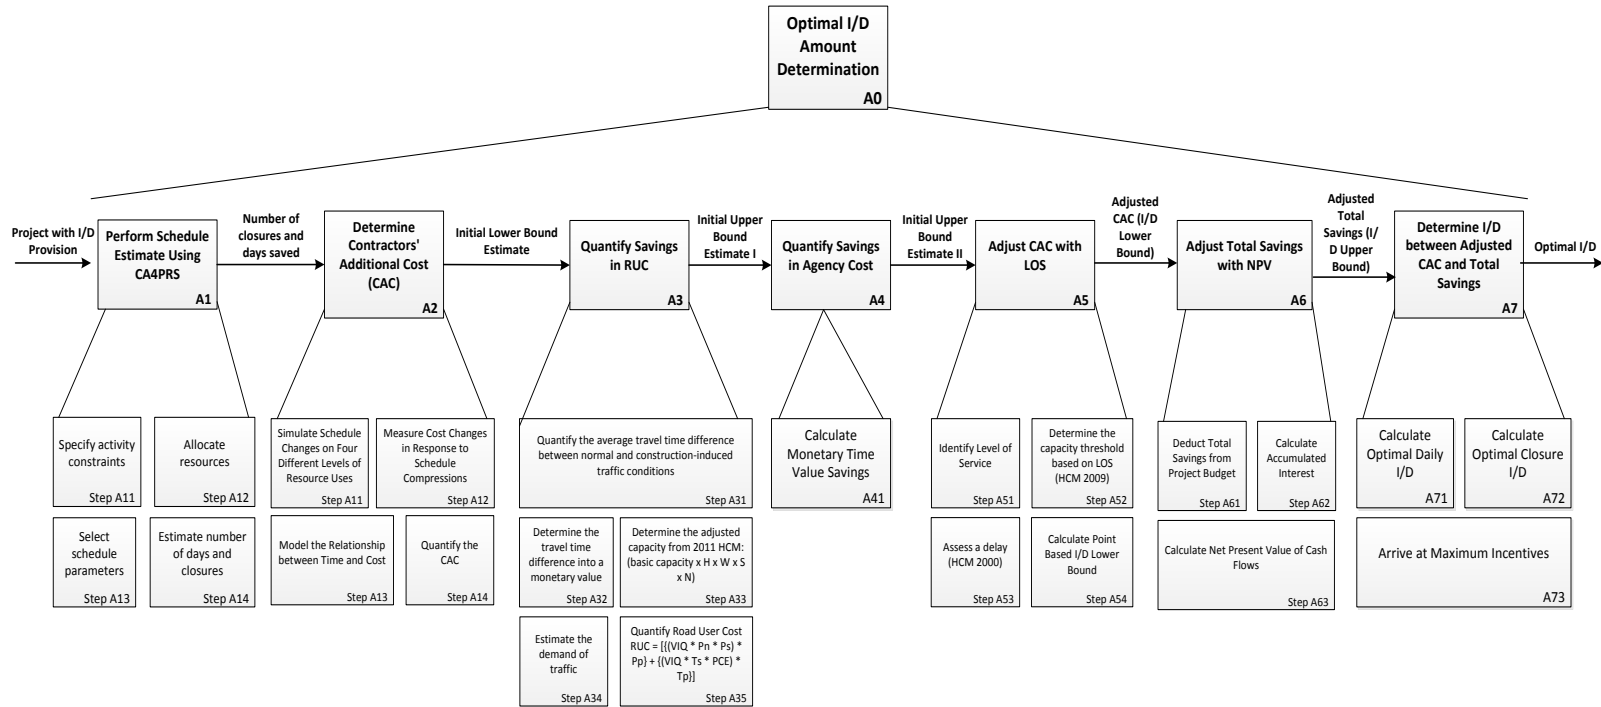 Optimal I/D
Amount
Determination
A0
Project with I/D
Provision
Perform Schedule
Estimate Using
CA4PRS
A1
Number of
closures and
days saved
Determine
Contractors'
Additional Cost
(CAC)
A2
Initial Lower Bound
Estimate
Quantify Savings
in RUC
A3
Initial Upper
Bound
Estimate I
Quantify Savings
in Agency Cost
A4
Initial Upper
Bound
Estimate II
Adjust CAC with
LOS
A5
Adjusted
CAC (I/D
Lower
Bound)
Adjust Total Savings
with NPV
A6
Adjusted
Total
Savings (I/
D Upper
Bound)
Determine I/D
between Adjusted
CAC and Total
Savings
A7
Optimal I/D
Specify activity
constraints
Step A11
Allocate
resources
Step A12
Select
schedule
parameters
Step A13
Estimate number
of days and
closures
Step A14
Simulate Schedule
Changes on Four
Different Levels of
Resource Uses
Step A11
Measure Cost Changes
in Response to
Schedule
Compressions
Step A12
Model the Relationship
between Time and Cost
Step A13
Quantify the
CAC
Step A14
Quantify the average travel time difference
between normal and construction-induced
traffic conditions
Step A31
Determine the
travel time
difference into a
monetary value
Step A32
Determine the adjusted
capacity from 2011 HCM:
(basic capacity x H x W x S
x N)
Step A33
Estimate the
demand of
traffic
Step A34
Quantify Road User Cost
RUC = [{(VIQ * Pn * Ps) *
Pp} + {(VIQ * Ts * PCE) *
Tp}]
Step A35
Calculate
Monetary Time
Value Savings
A41
Identify Level of
Service
Step A51
Determine the
capacity threshold
based on LOS
(HCM 2009)
Step A52
Assess a delay
(HCM 2000)
Step A53
Calculate Point
Based I/D Lower
Bound
Step A54
Deduct Total
Savings from
Project Budget
Step A61
Calculate
Accumulated
Interest
Step A62
Calculate Net Present Value of Cash
Flows
Step A63
Calculate
Optimal Daily
I/D
A71
Calculate
Optimal Closure
I/D
A72
Arrive at Maximum Incentives
A73